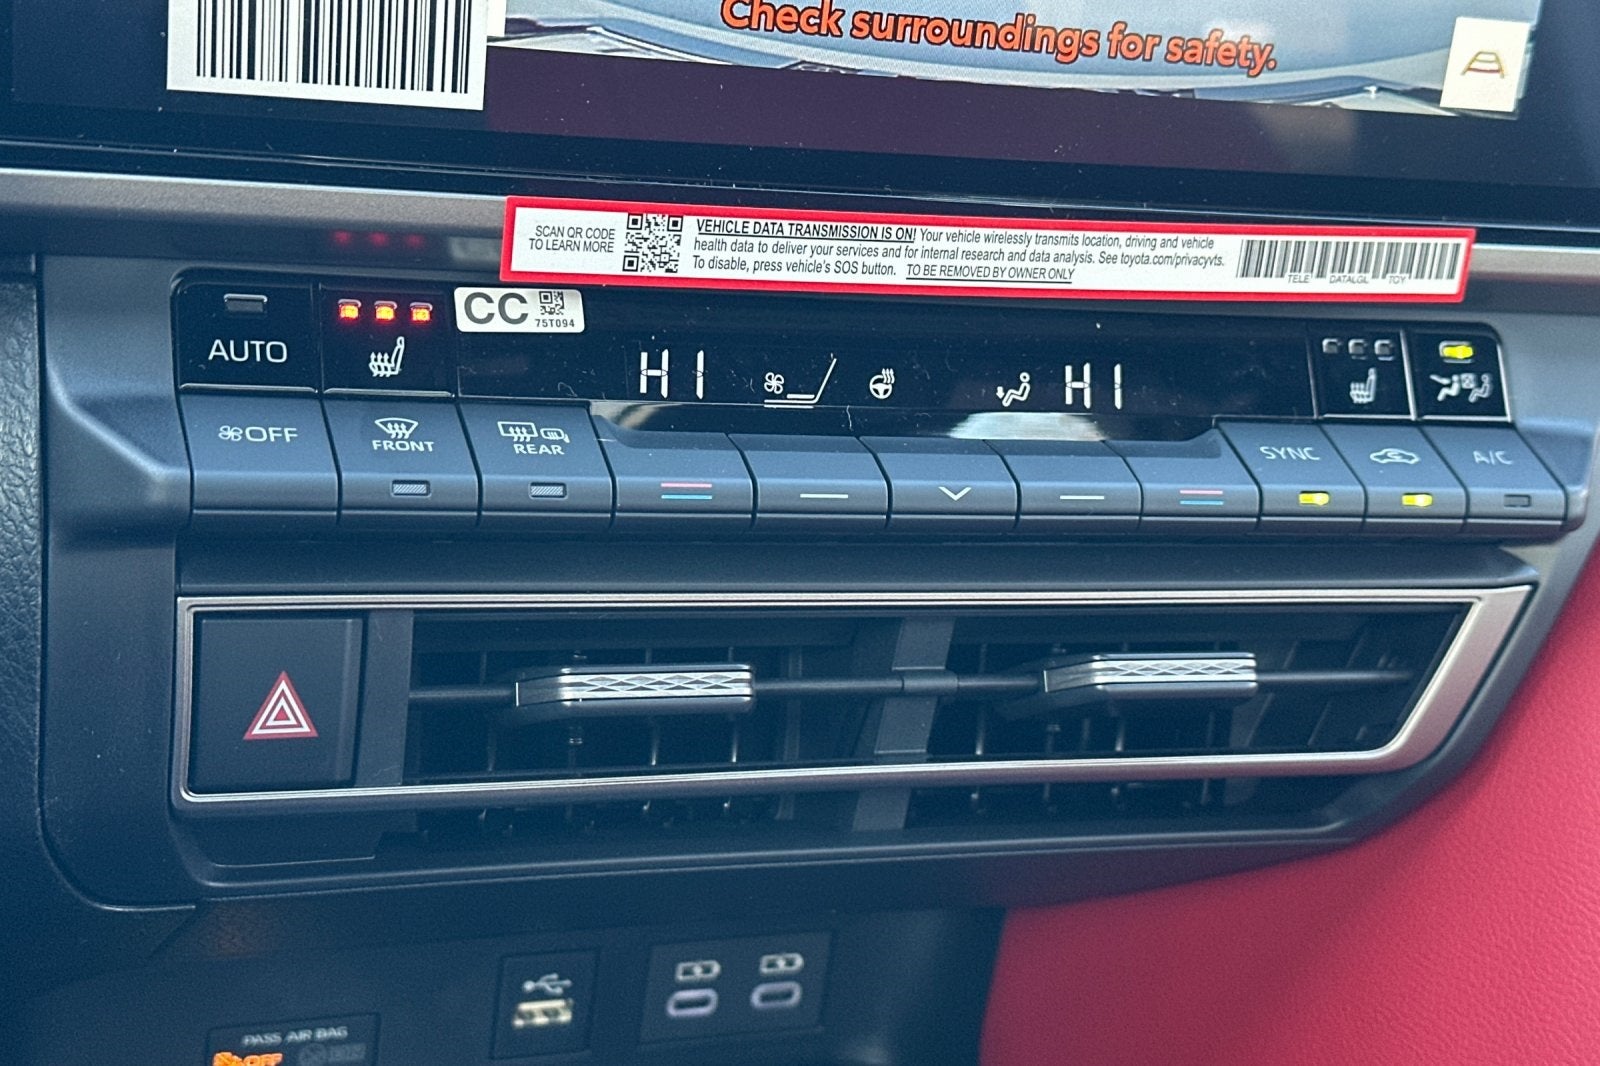 Check surroundings for safety.
SCAN QR CODE
TO LEARN MORE
VEHICLE DATA TRANSMISSION IS ON! Your vehicle wirelessly transmits location, driving and vehicle
health data to deliver your services and for internal research and data analysis. See toyota.com/privacyvts.
To disable, press vehicle's SOS button. TO BE REMOVED BY OWNER ONLY
TELE DATALGL TOY
CC
75T094
AUTO
HI
HI
OFF
FRONT
REAR
SYNC
A/C
PASS AIR BAG
OFF